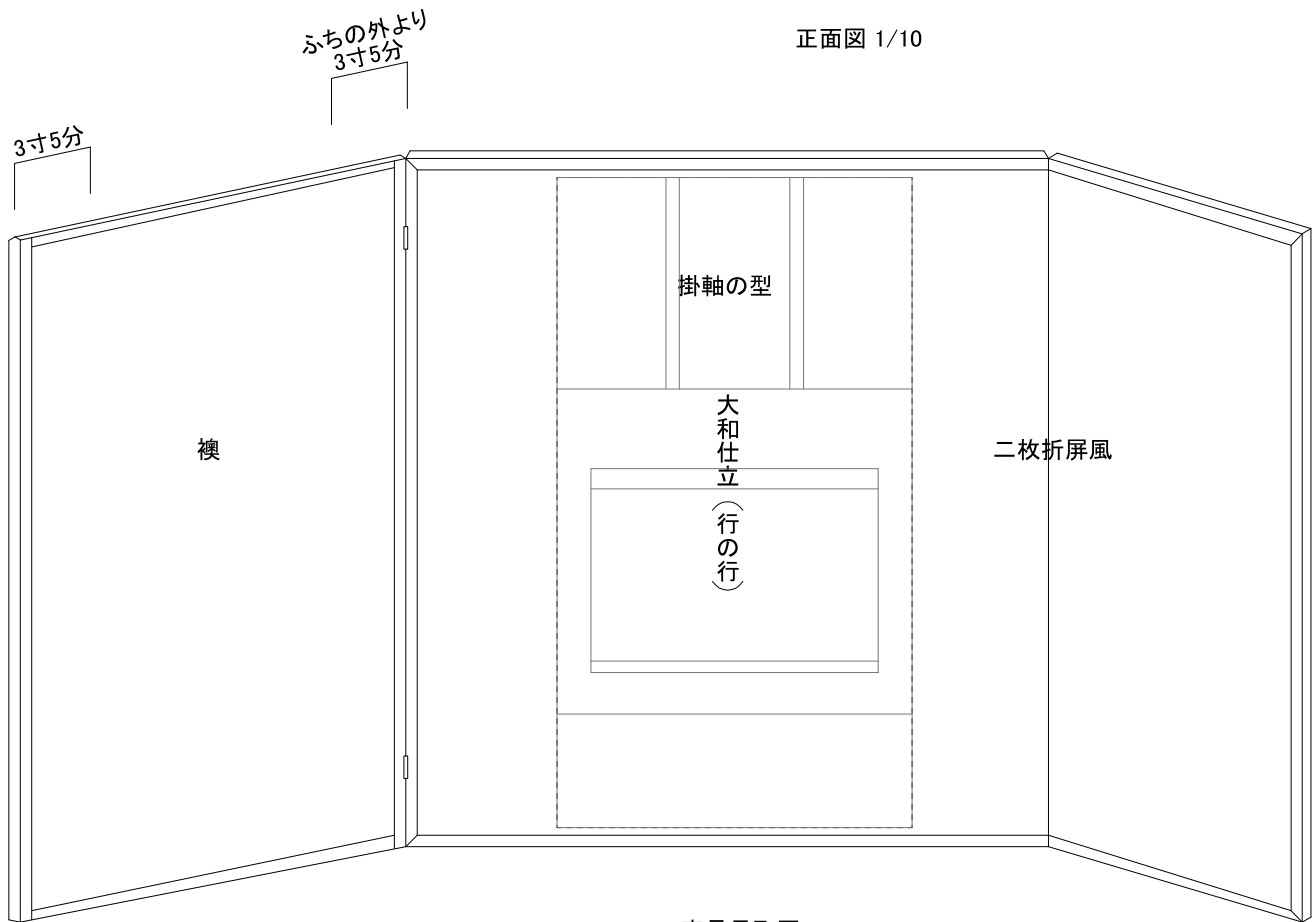 正面図 1/10
ふちの外より
3寸5分
3寸5分
掛軸の型
大和仕立(行の行)
襖
二枚折屏風